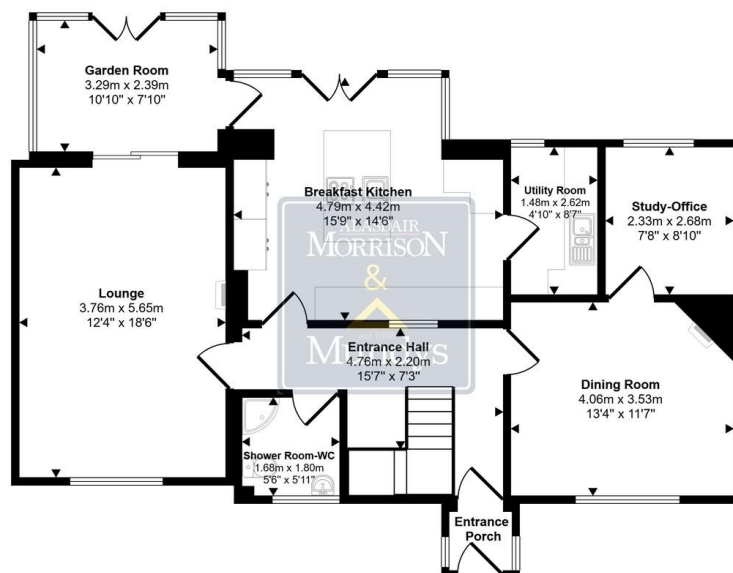 Garden Room
3.29m x 2.39m
10'10" x 7'10"
Breakfast Kitchen
4.79m x 4.42m
15'9" x 14'6"
Utility Room
1.48m x 2.62m
4'10" x 8'7"
Study-Office
2.33m x 2.68m
7'8" x 8'10"
ALASDAIR
MORRISON
&
Mundys
Lounge
3.76m x 5.65m
12'4" x 18'6"
Entrance Hall
4.76m x 2.20m
15'7" x 7'3"
Dining Room
4.06m x 3.53m
13'4" x 11'7"
Shower Room-WC
1.68m x 1.80m
5'6" x 5'11"
Entrance
Porch